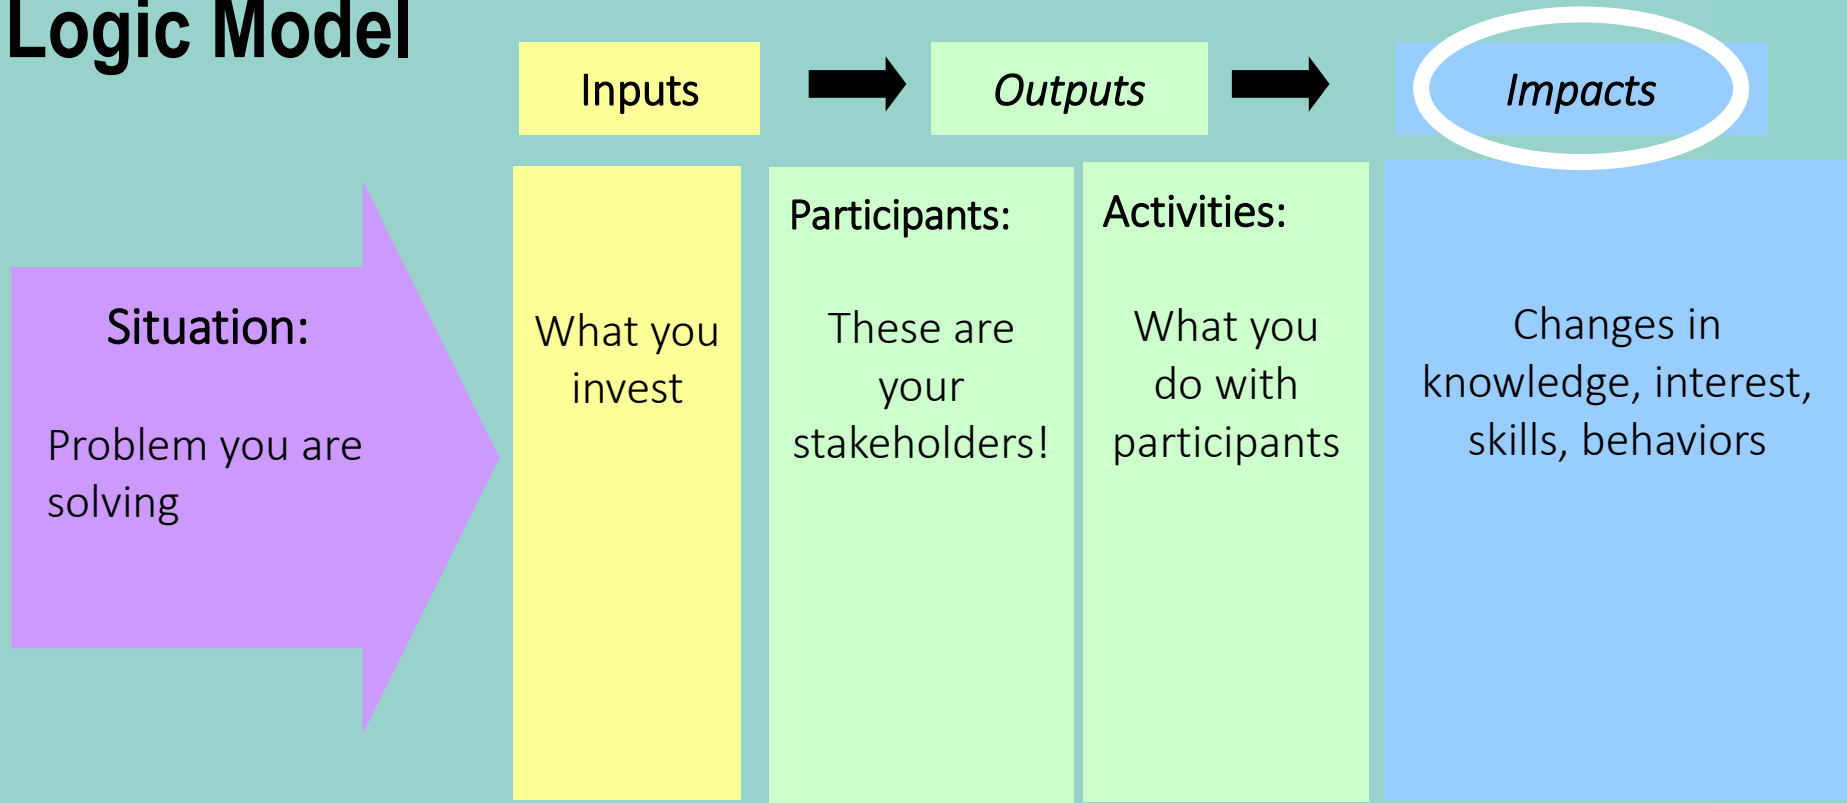 Logic Model
Inputs
Outputs
Impacts
Situation:
Problem you are
solving
What you
invest
Participants:
These are
your
stakeholders!
Activities:
What you
do with
participants
Changes in
knowledge, interest,
skills, behaviors